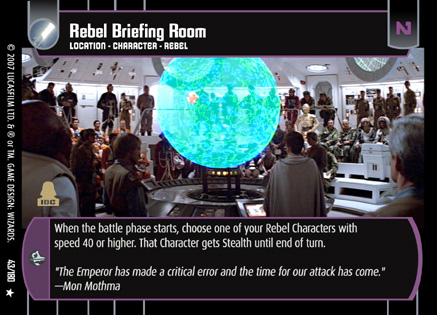 Rebel Briefing Room
LOCATION - CHARACTER - REBEL
N
IDC
When the battle phase starts, choose one of your Rebel Characters with
speed 40 or higher. That Character gets Stealth until end of turn.
"The Emperor has made a critical error and the time for our attack has come."
—Mon Mothma
© 2007 LUCASFILM LTD. & ® or TM. GAME DESIGN: WIZARDS.
43/180